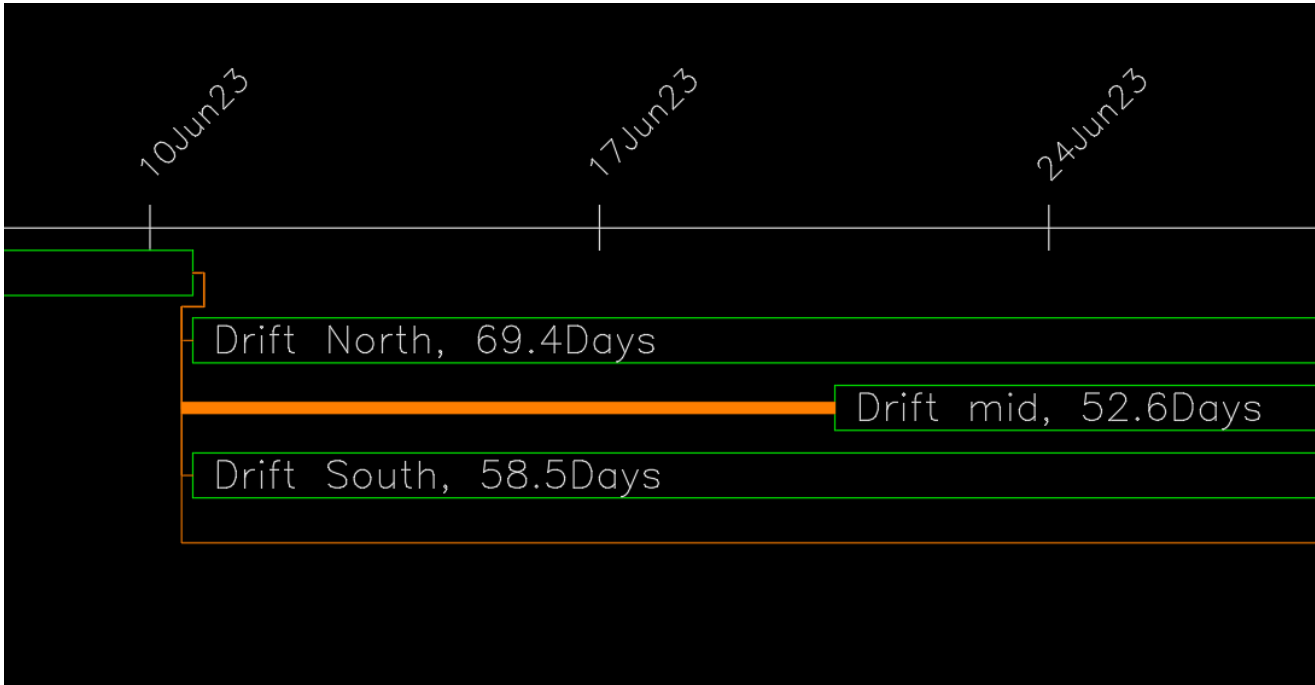 10Jun23
17Jun23
24Jun23
Drift North, 69.4Days
Drift mid, 52.6Days
Drift South, 58.5Days